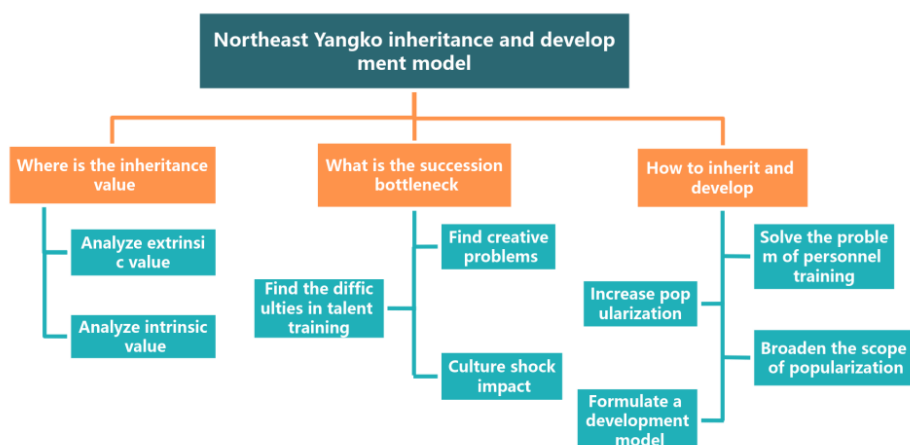 Northeast Yangko inheritance and develop
ment model
Where is the inheritance
value
What is the succession
bottleneck
How to inherit and
develop
Analyze extrinsi
c value
Analyze intrinsic
value
Find creative
problems
Find the diffic
ulties in talent
training
Culture shock
impact
Solve the proble
m of personnel
training
Increase pop
ularization
Broaden the scope
of popularization
Formulate a
development
model